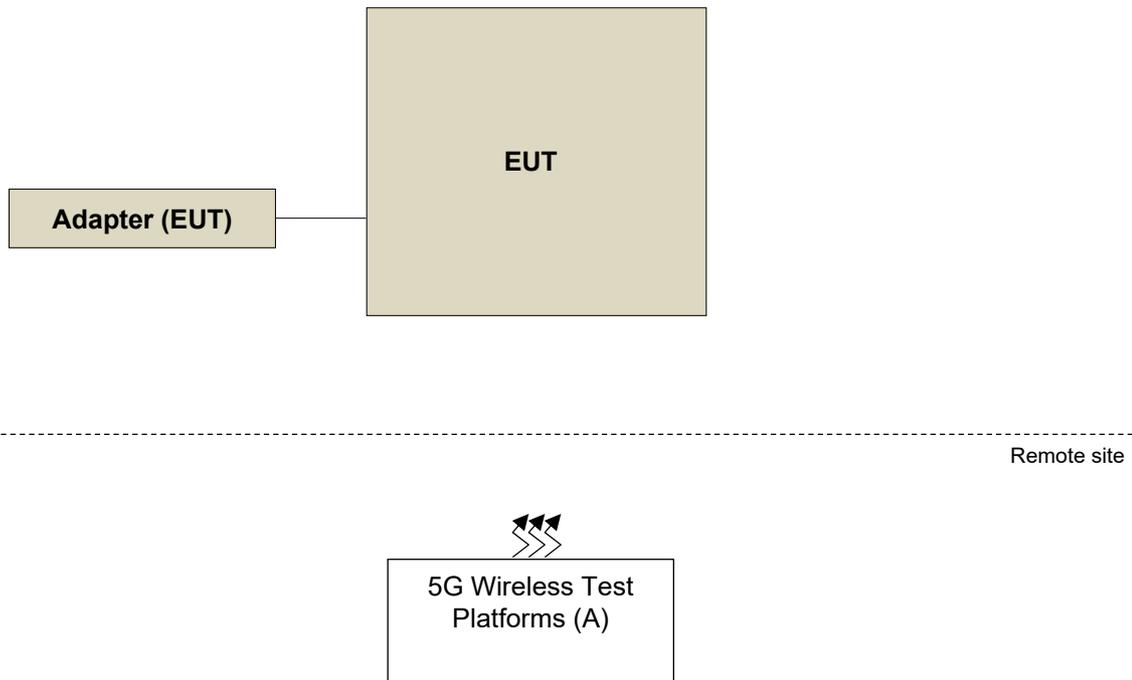 EUT
Adapter (EUT)
Remote site
5G Wireless Test
Platforms (A)